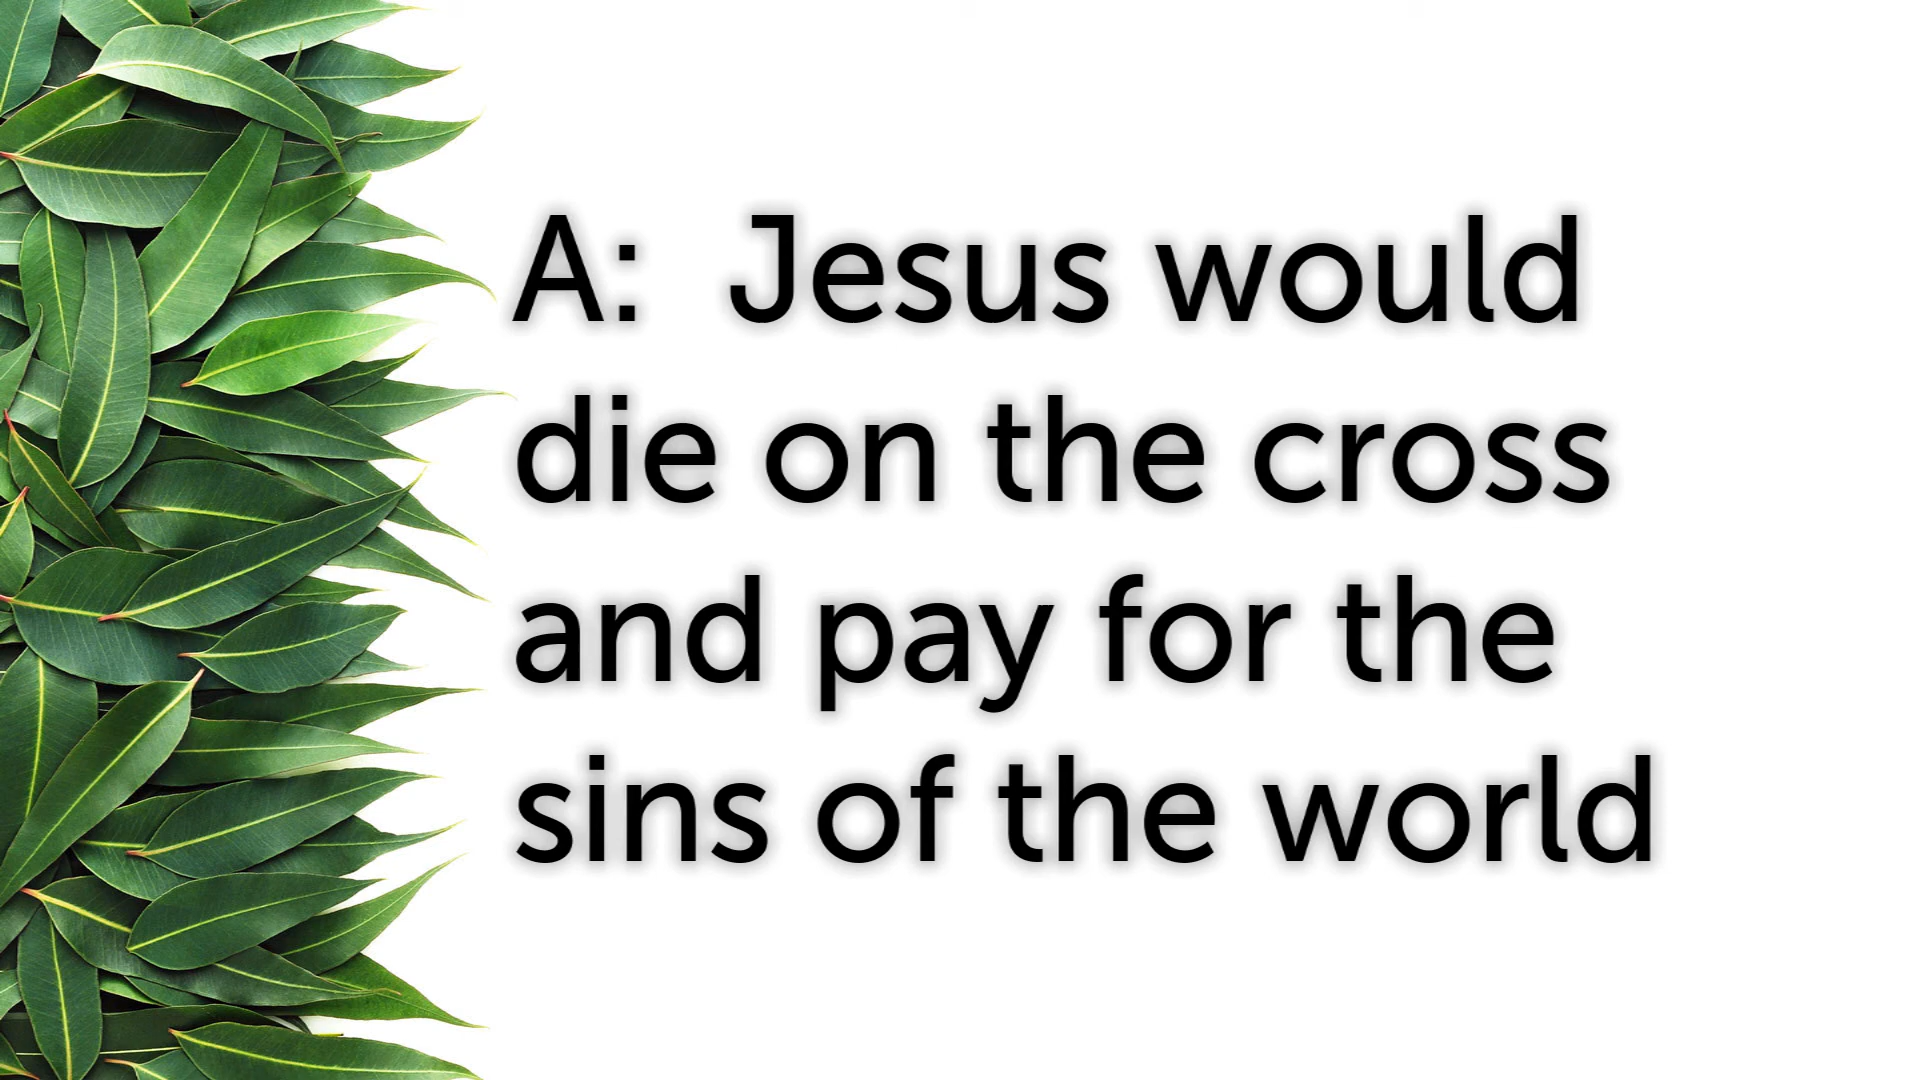 A:  Jesus would
die on the cross
and pay for the
sins of the world